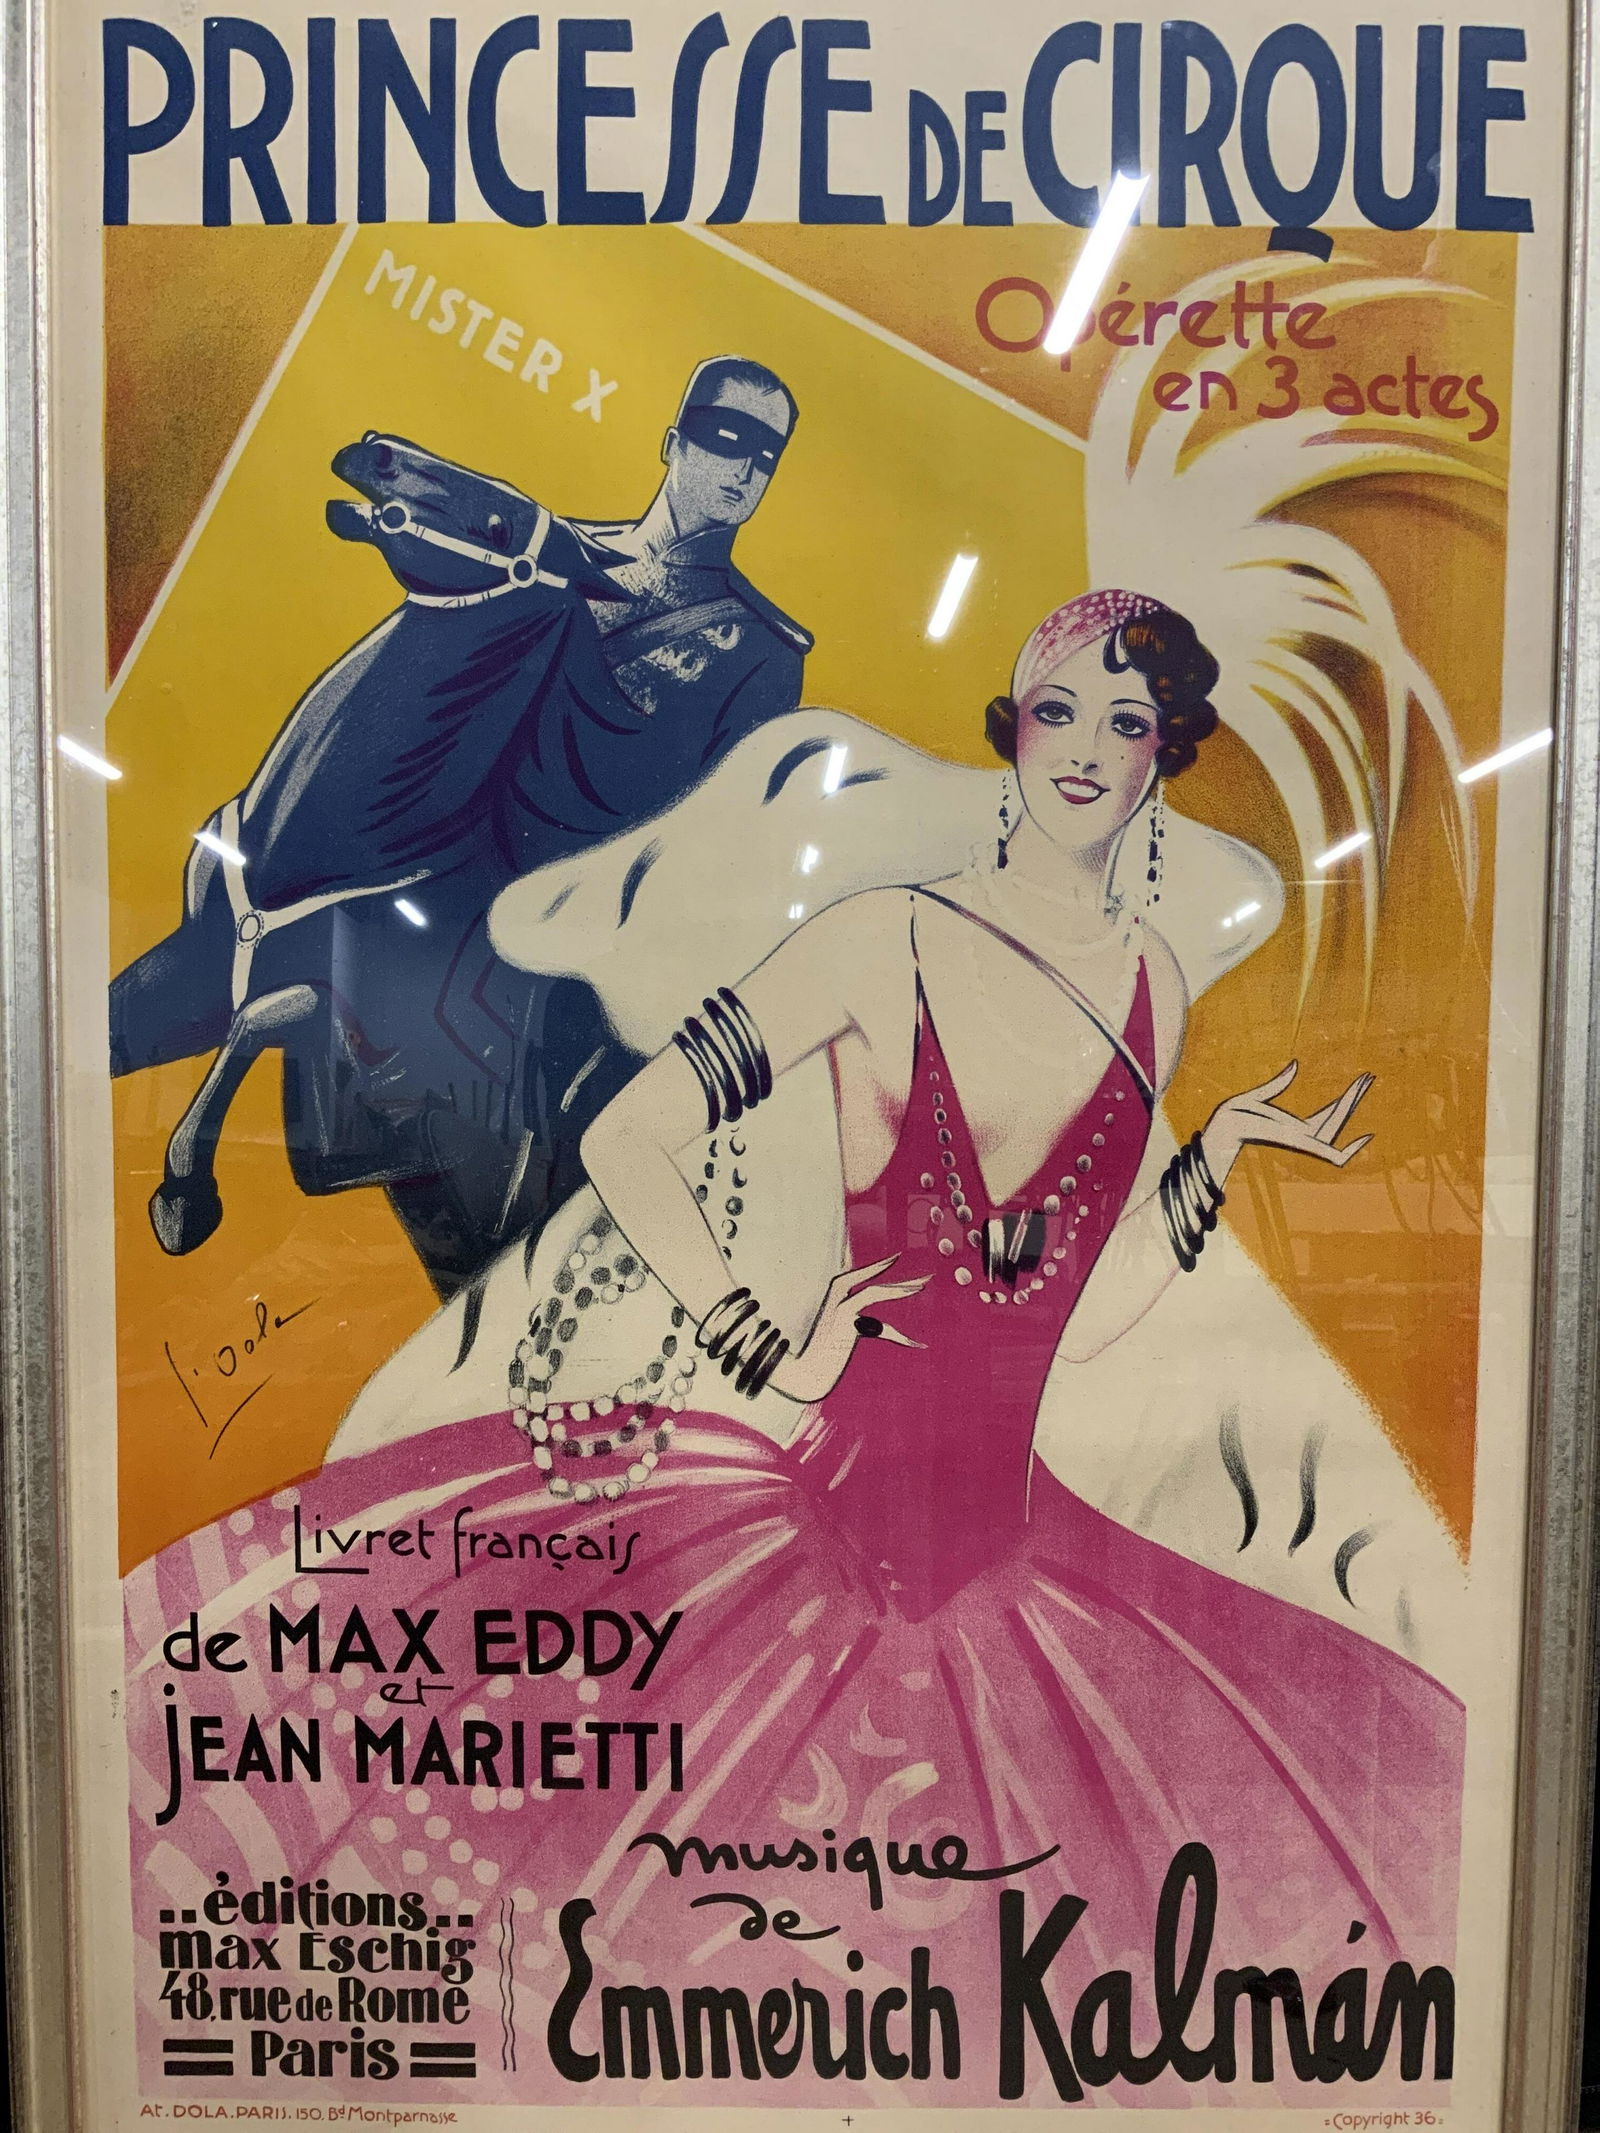 PRINCESSE DE CIRQUE
MISTER X
Opérette
en 3 actes
Livret français
de MAX EDDY
et
jEAN MARIETTI
musique
de
Emmerich Kalmán
..éditions..
max Eschig
48, rue de Rome
= Paris =
At. DOLA. PARIS. 150, Bd Montparnasse
=Copyright 36=